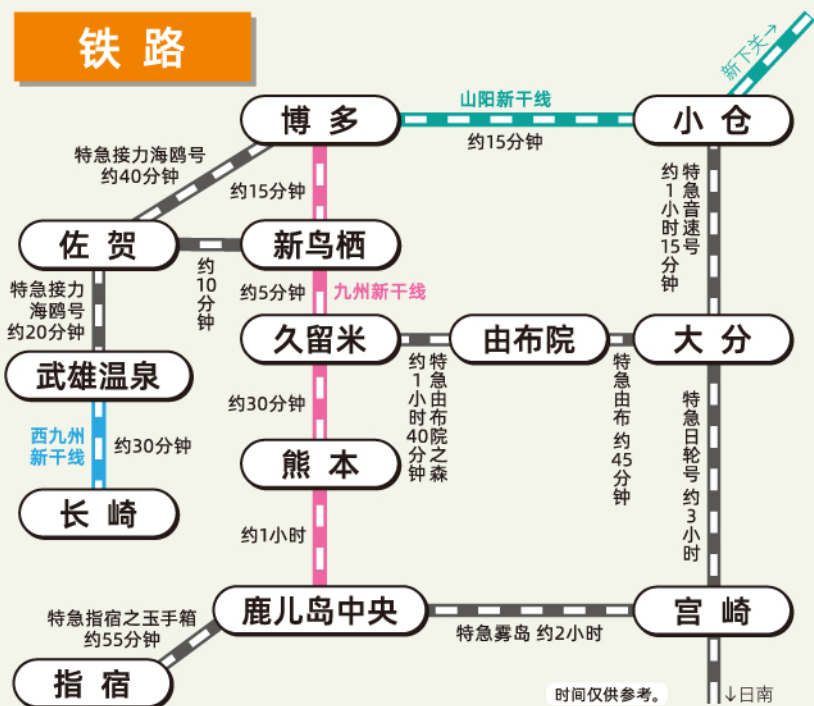 铁路
新下关→
博多
山阳新干线
约15分钟
小仓
特急接力海鸥号
约40分钟
约15分钟
特急音速号
约1小时15分钟
佐贺
约10分钟
新鸟栖
特急接力
海鸥号
约20分钟
约5分钟
九州新干线
久留米
特急由布院之森
约1小时40分钟
由布院
特急由布 约45分钟
大分
武雄温泉
约30分钟
西九州
新干线
约30分钟
熊本
特急日轮号 约3小时
长崎
约1小时
鹿儿岛中央
特急雾岛 约2小时
宫崎
特急指宿之玉手箱
约55分钟
指宿
时间仅供参考。
↓日南